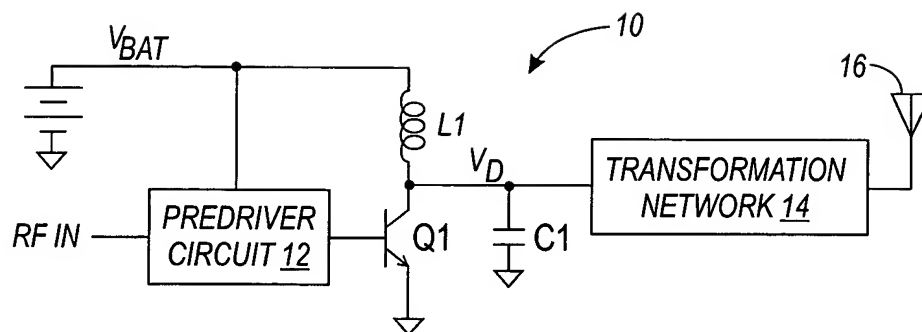 V_BAT
10
16
L1
V_D
TRANSFORMATION
NETWORK 14
RF IN
PREDRIVER
CIRCUIT 12
Q1
C1